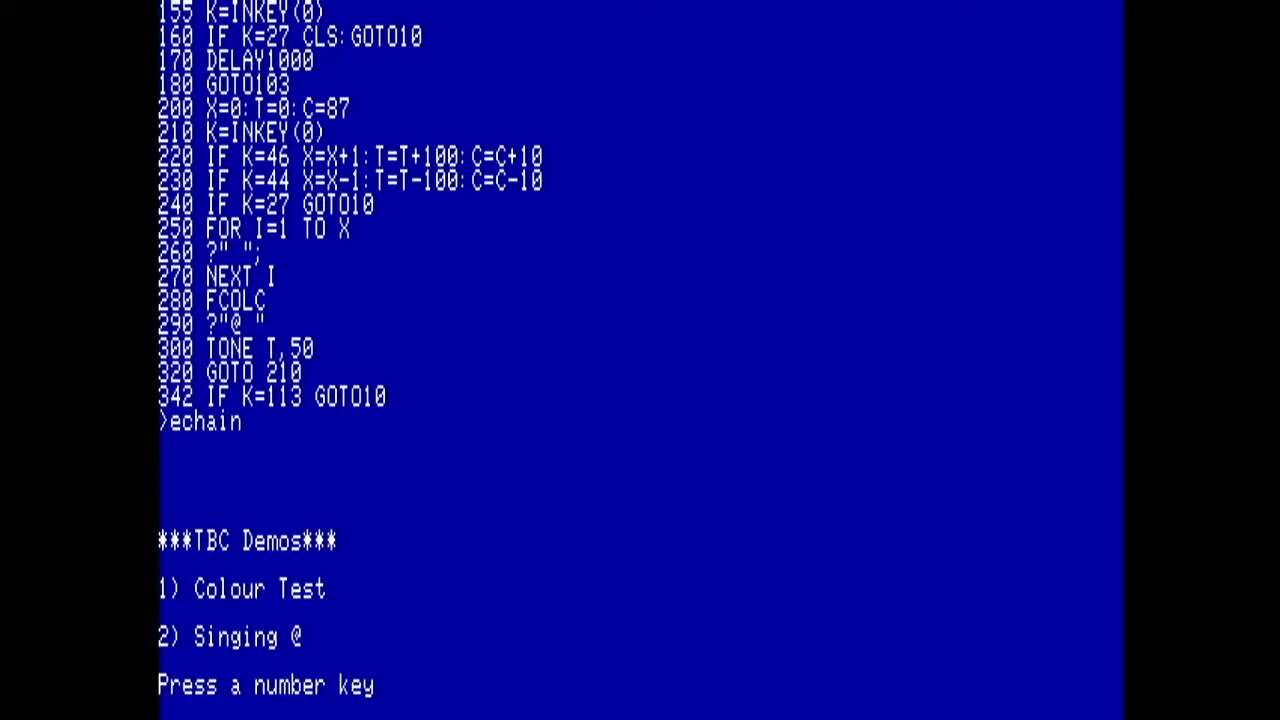 155 K=INKEY(0)
160 IF K=27 CLS:GOTO10
170 DELAY1000
180 GOTO103
200 X=0:T=0:C=87
210 K=INKEY(0)
220 IF K=46 X=X+1:T=T+100:C=C+10
230 IF K=44 X=X-1:T=T-100:C=C-10
240 IF K=27 GOTO10
250 FOR I=1 TO X
260 ?" ";
270 NEXT I
280 FCOLC
290 ?"@ "
300 TONE T,50
320 GOTO 210
342 IF K=113 GOTO10
>echain
***TBC Demos***
1) Colour Test
2) Singing @
Press a number key